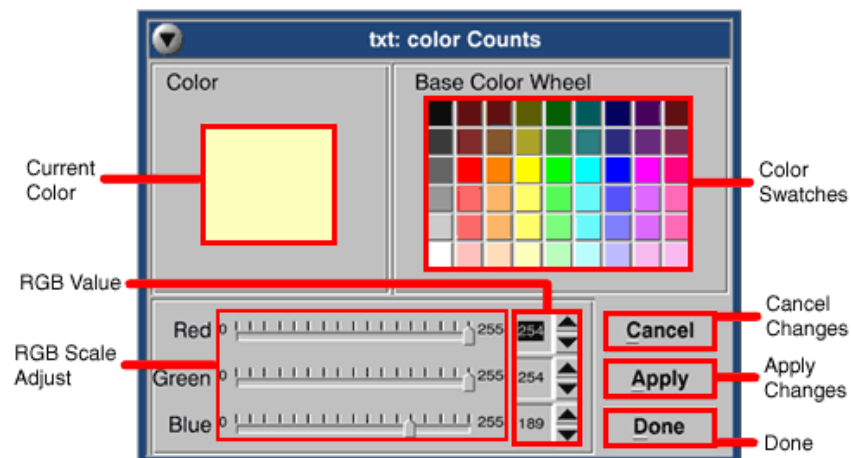 txt: color Counts
Color
Base Color Wheel
Current
Color
Color
Swatches
RGB Value
RGB Scale
Adjust
Red 0 255 254
Green 0 255 254
Blue 0 255 189
Cancel
Apply
Done
Cancel
Changes
Apply
Changes
Done